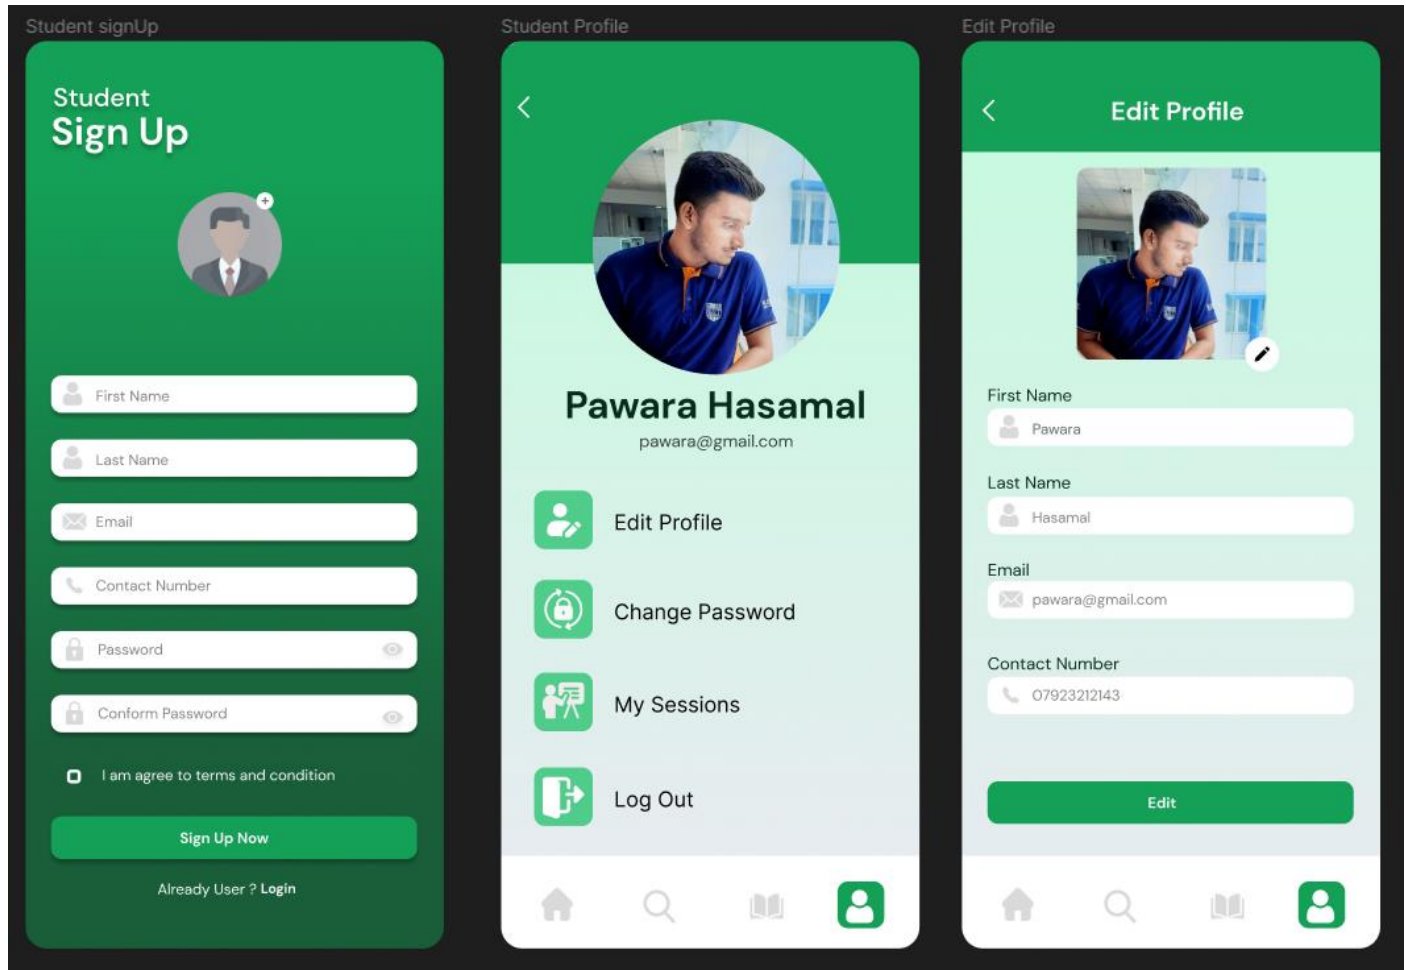 Student signUp
Student
Sign Up
First Name
Last Name
Email
Contact Number
Password
Conform Password
I am agree to terms and condition
Sign Up Now
Already User ? Login
Student Profile
Pawara Hasamal
pawara@gmail.com
Edit Profile
Change Password
My Sessions
Log Out
Edit Profile
Edit Profile
First Name
Pawara
Last Name
Hasamal
Email
pawara@gmail.com
Contact Number
07923212143
Edit